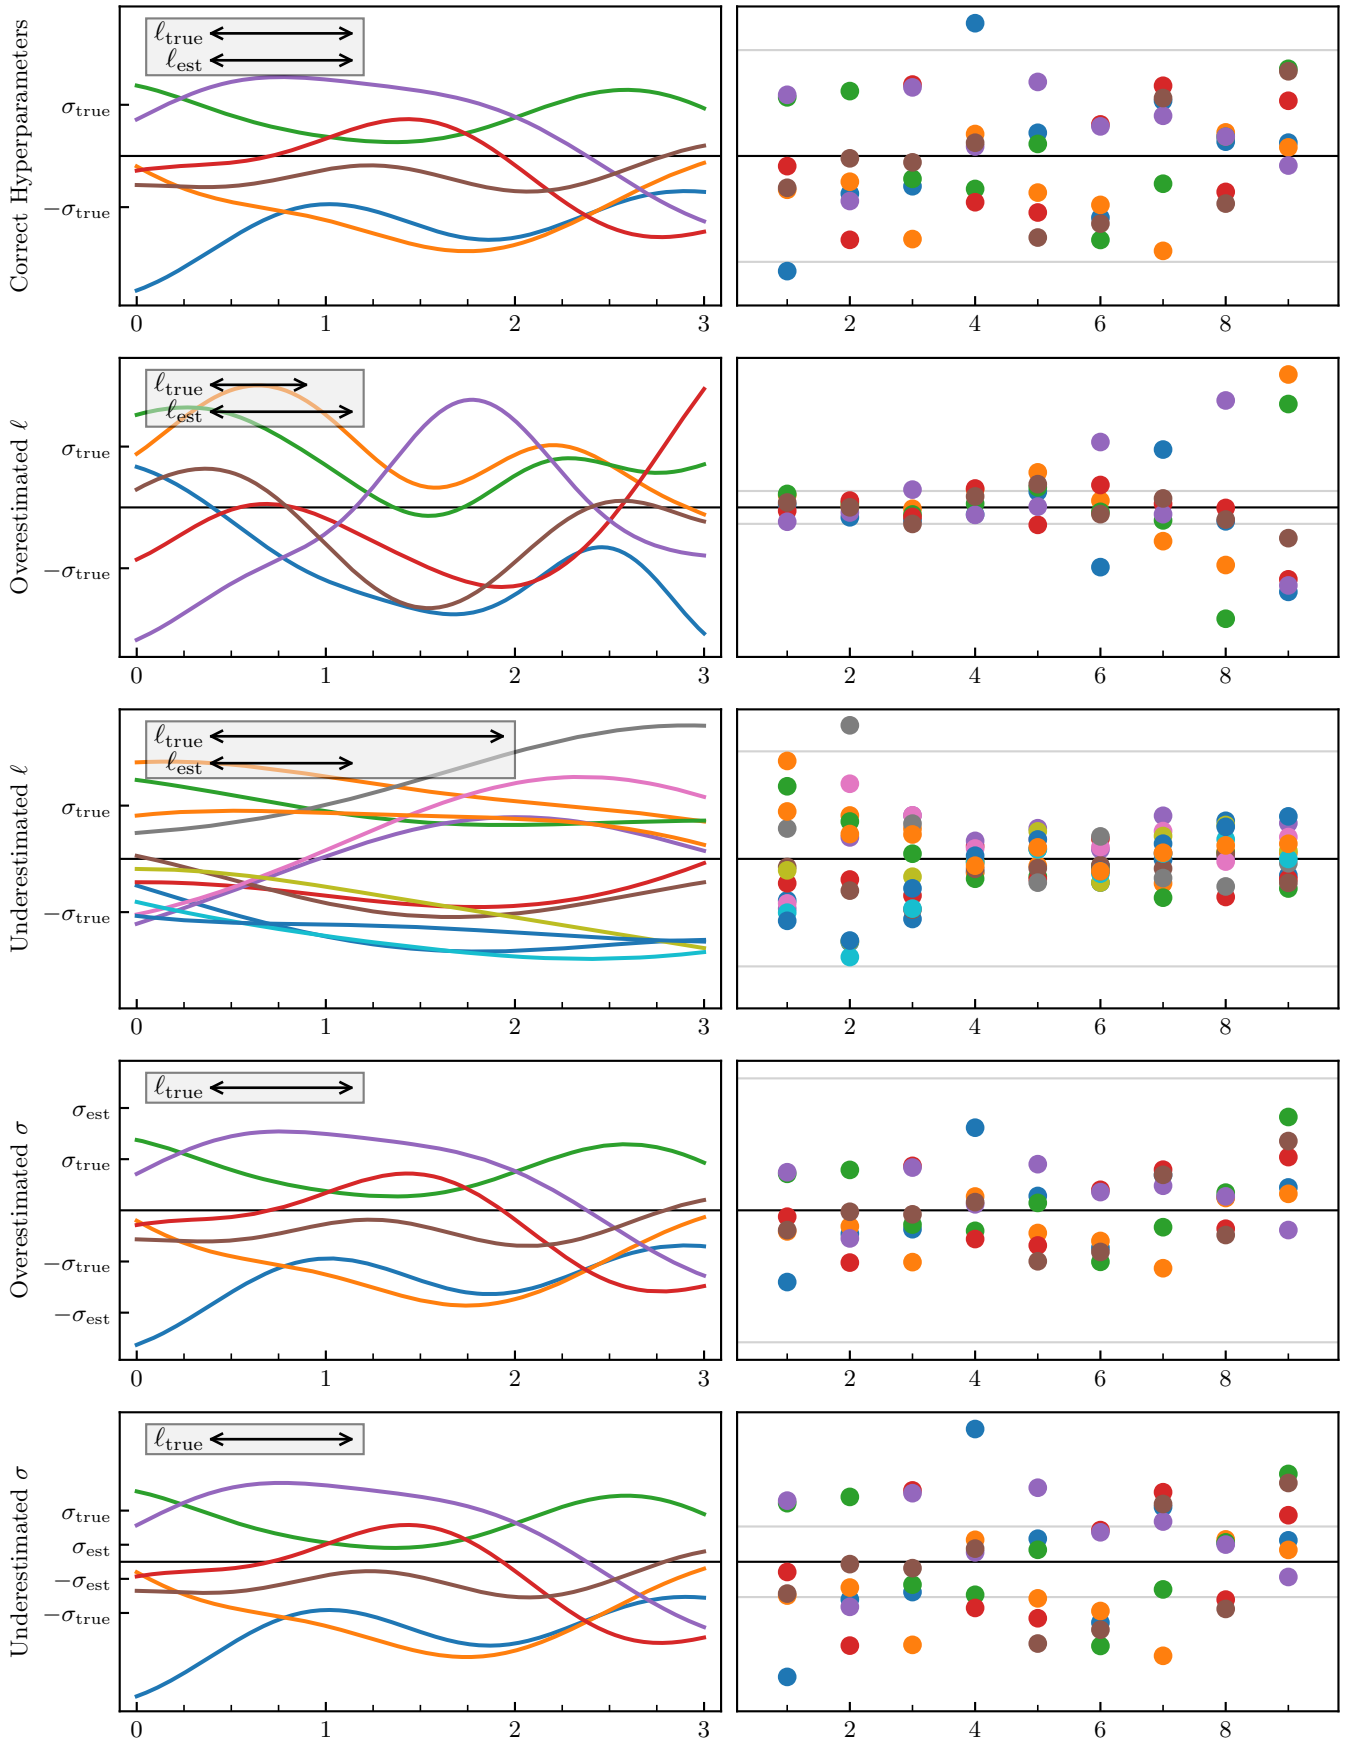 Correct Hyperparameters
ℓtrue
ℓest
σtrue
−σtrue
0 1 2 3
2 4 6 8
Overestimated ℓ
ℓtrue
ℓest
σtrue
−σtrue
0 1 2 3
2 4 6 8
Underestimated ℓ
ℓtrue
ℓest
σtrue
−σtrue
0 1 2 3
2 4 6 8
Overestimated σ
ℓtrue
σest
σtrue
−σtrue
−σest
0 1 2 3
2 4 6 8
Underestimated σ
ℓtrue
σtrue
σest
−σest
−σtrue
0 1 2 3
2 4 6 8